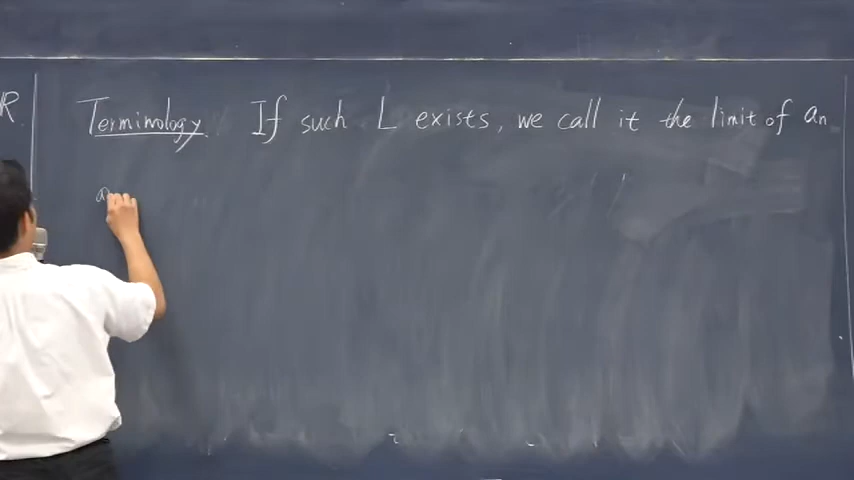 R
Terminology If such L exists, we call it the limit of an
a